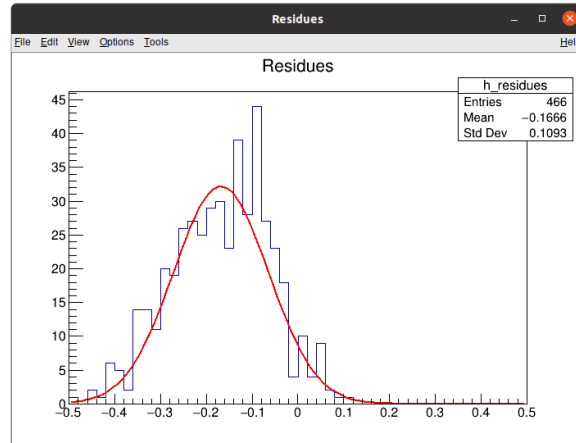 Residues
File Edit View Options Tools Hel
Residues
h_residues
Entries 466
Mean −0.1666
Std Dev 0.1093
45
40
35
30
25
20
15
10
5
0
−0.5 −0.4 −0.3 −0.2 −0.1 0 0.1 0.2 0.3 0.4 0.5